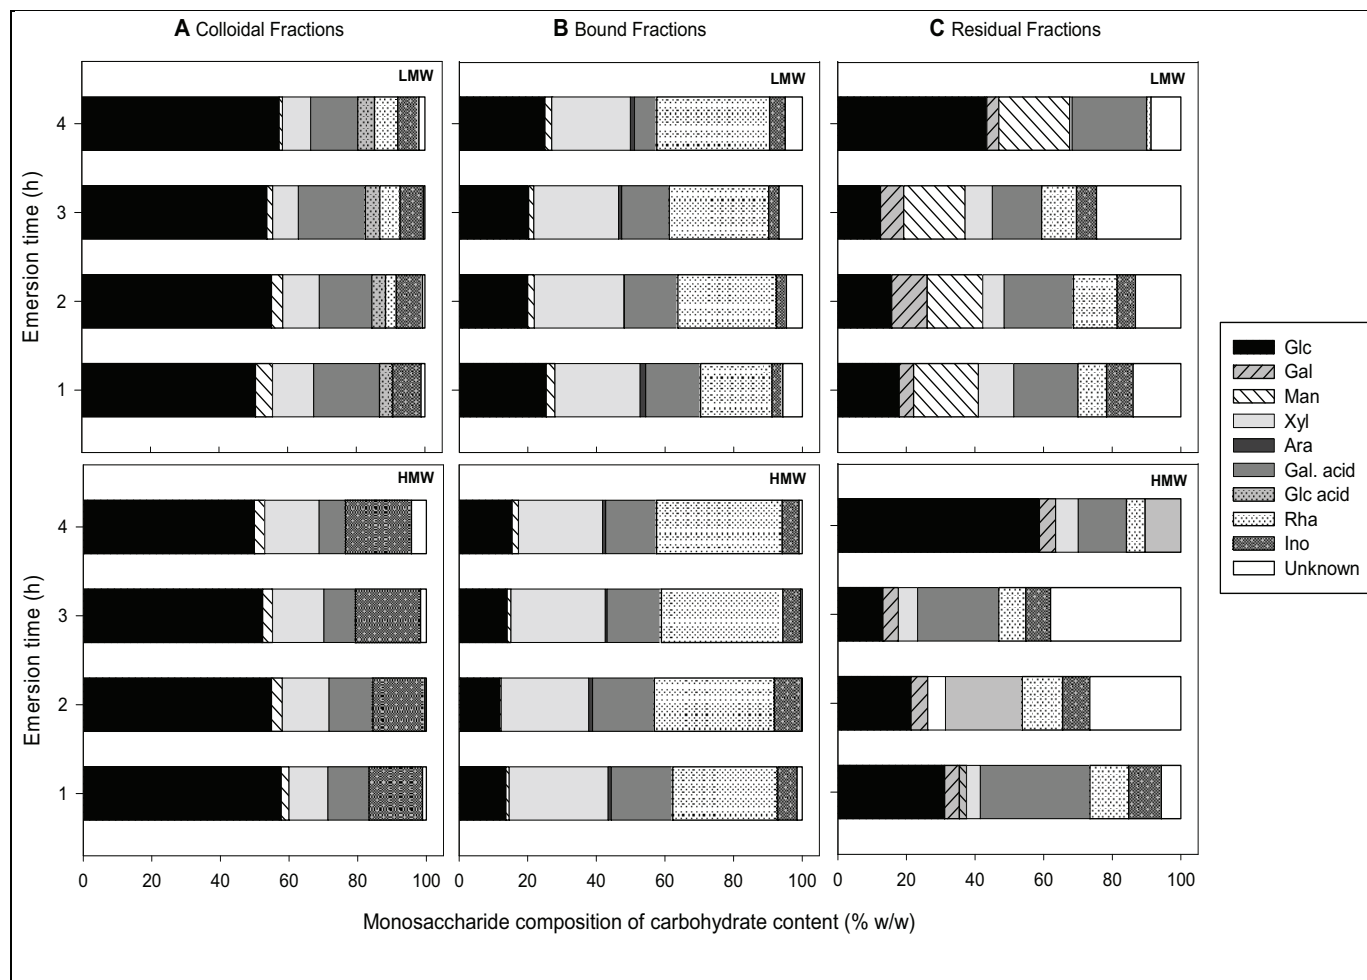 A Colloidal Fractions
B Bound Fractions
C Residual Fractions
LMW
LMW
LMW
Emersion time (h)
4
3
2
1
HMW
HMW
HMW
Emersion time (h)
4
3
2
1
0 20 40 60 80 100
0 20 40 60 80 100
0 20 40 60 80 100
Monosaccharide composition of carbohydrate content (% w/w)
Glc
Gal
Man
Xyl
Ara
Gal. acid
Glc acid
Rha
Ino
Unknown